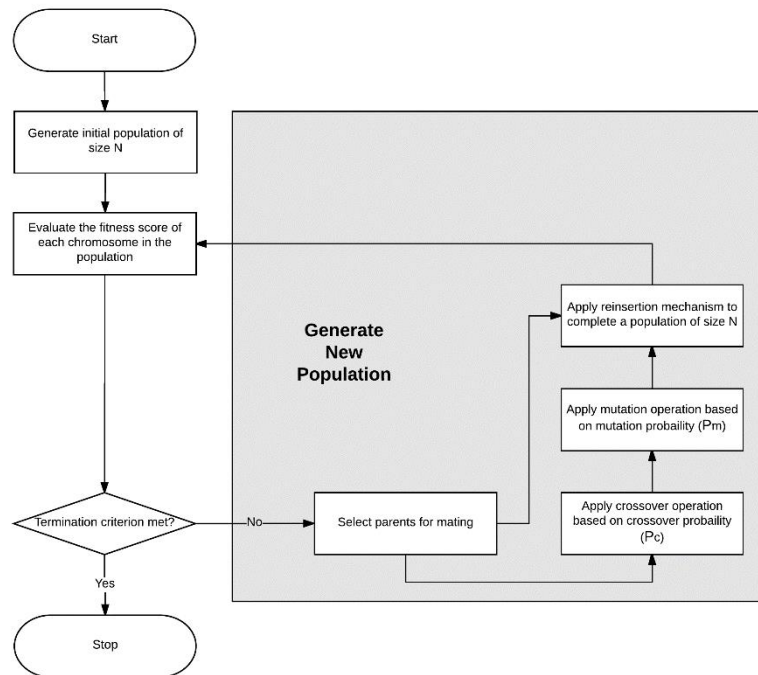 Start
Generate initial population of
size N
Evaluate the fitness score of
each chromosome in the
population
Termination criterion met?
No
Yes
Stop
Generate
New
Population
Select parents for mating
Apply reinsertion mechanism to
complete a population of size N
Apply mutation operation based
on mutation probaility (Pm)
Apply crossover operation
based on crossover probaility
(Pc)